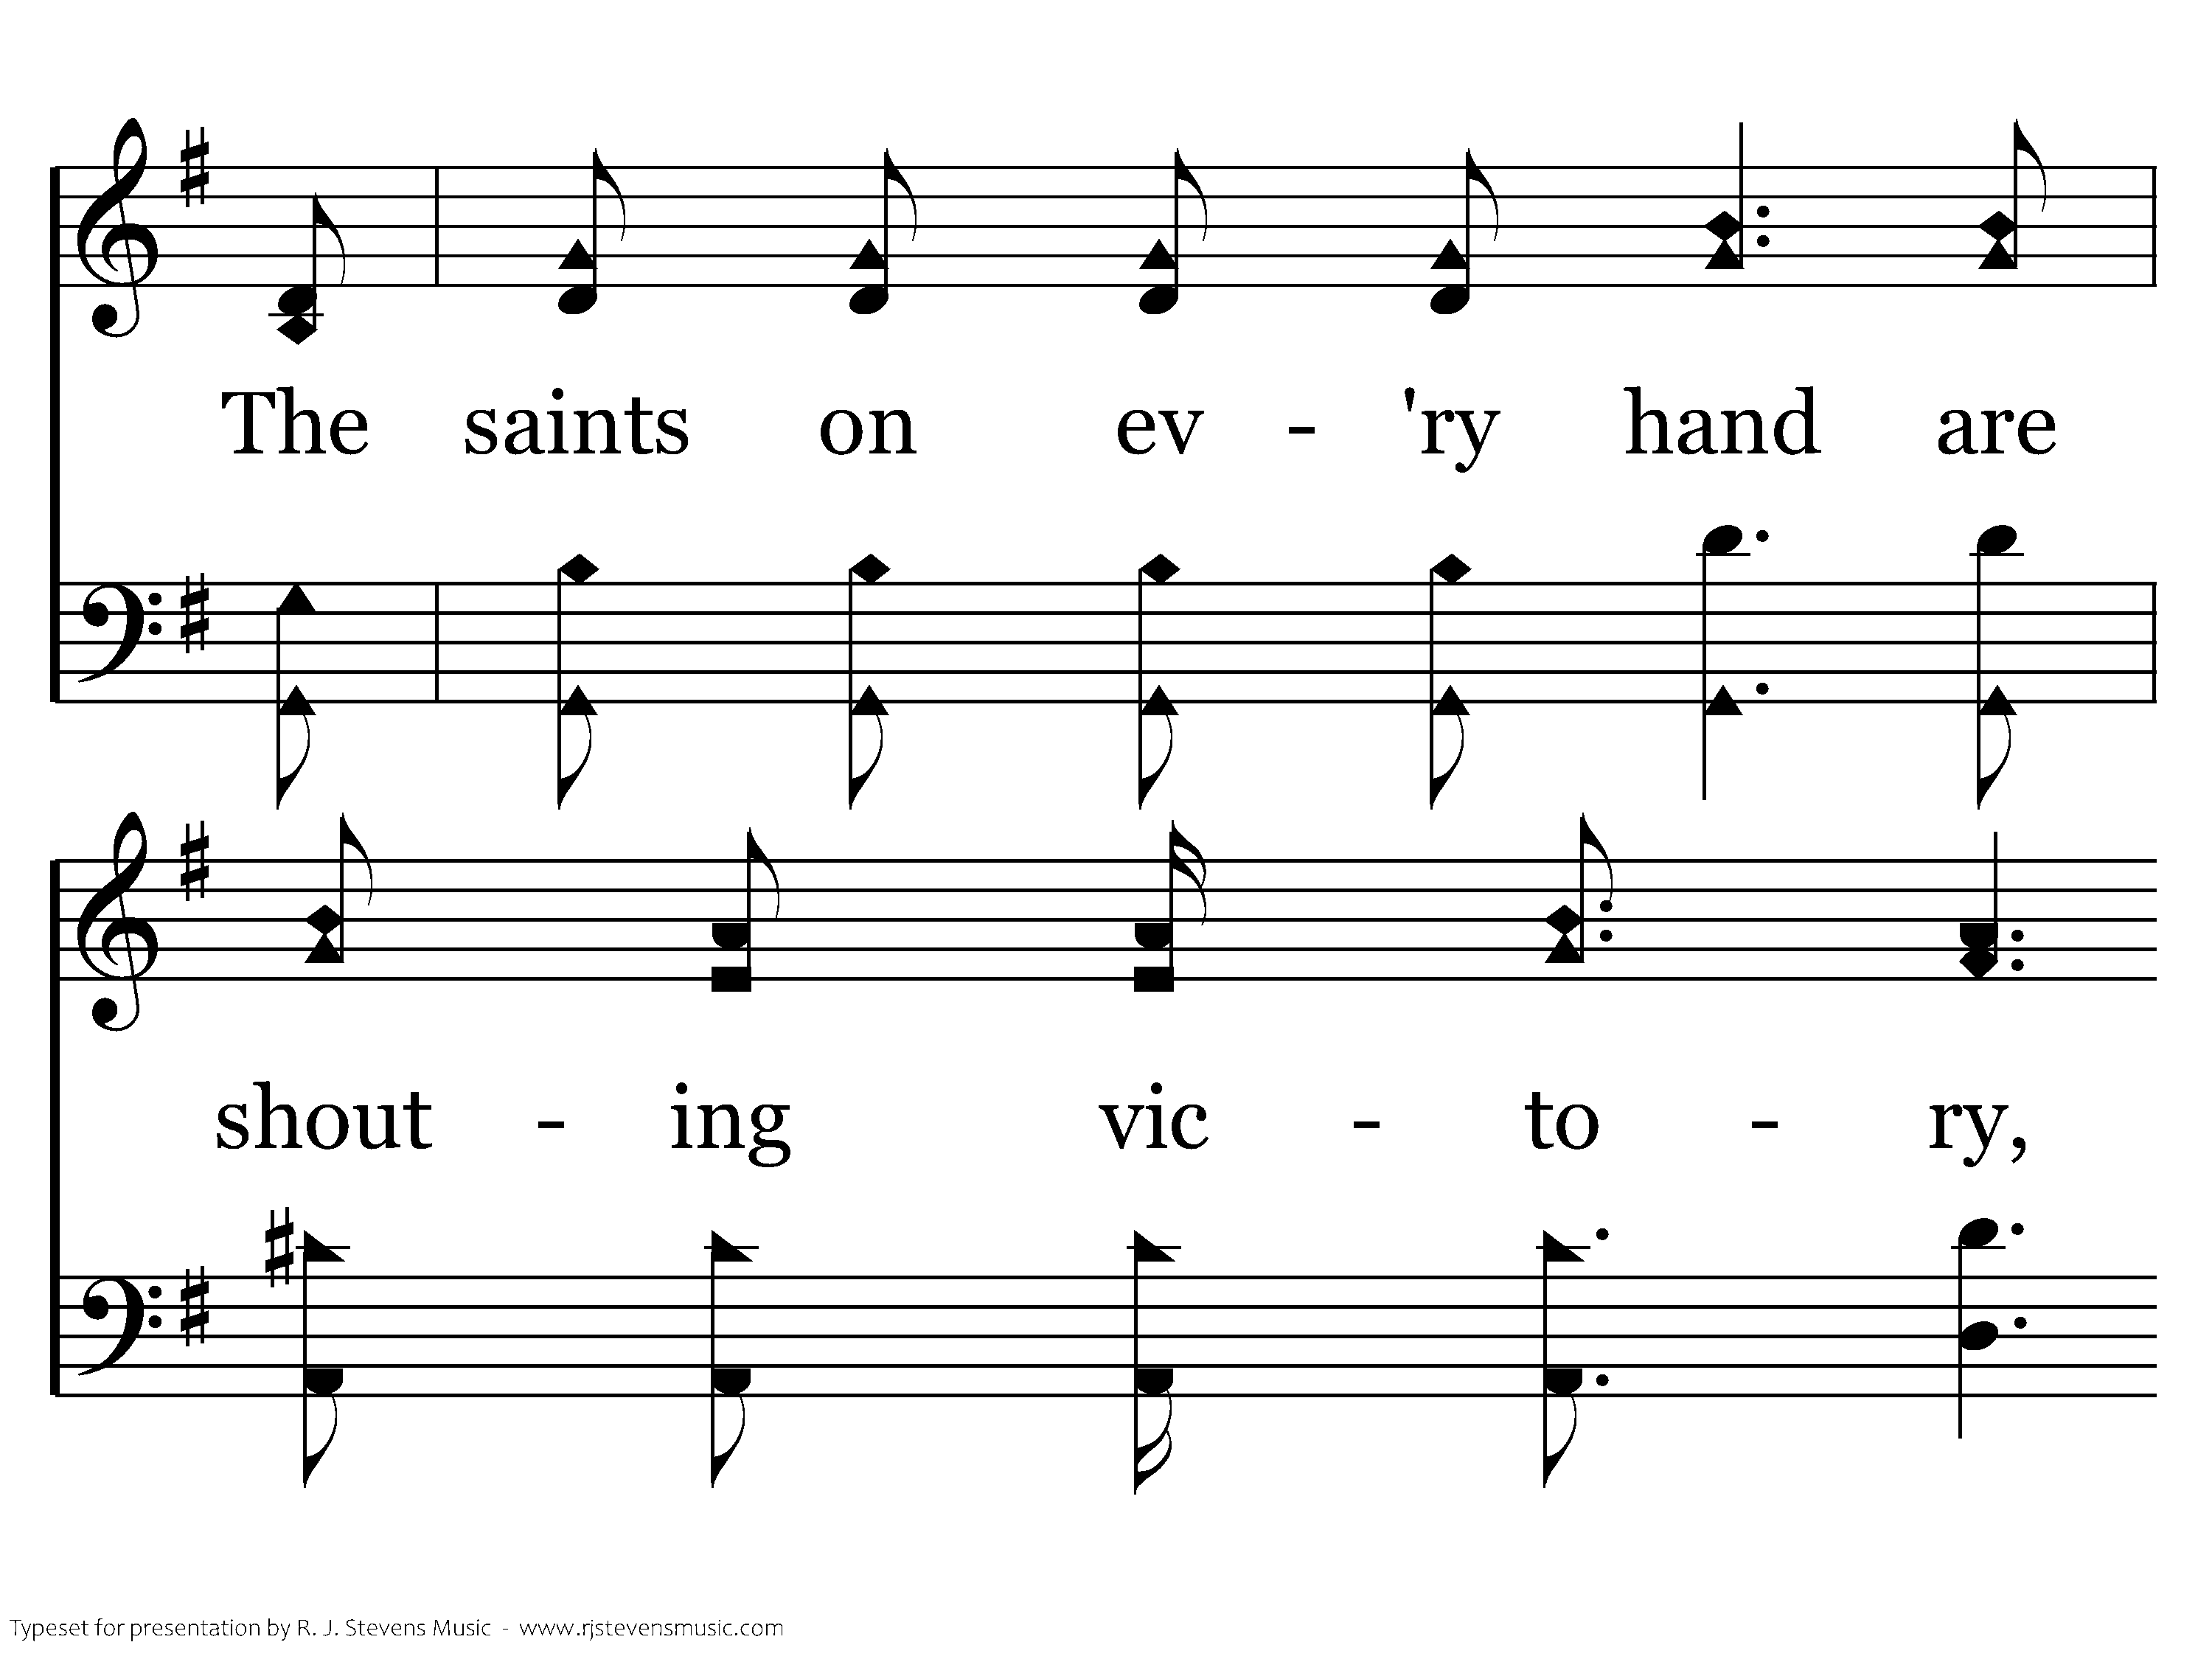 The saints on ev - 'ry hand are
shout - ing vic - to - ry,
Typeset for presentation by R. J. Stevens Music - www.rjstevensmusic.com